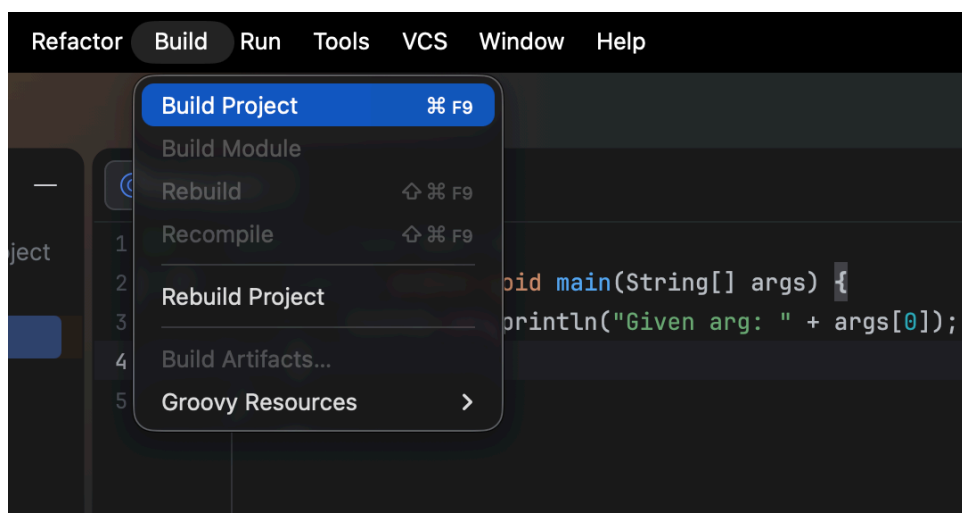 Refactor Build Run Tools VCS Window Help
Build Project ⌘ F9
Build Module
Rebuild ⇧ ⌘ F9
Recompile ⇧ ⌘ F9
Rebuild Project
Build Artifacts...
Groovy Resources >
ject
1
2 oid main(String[] args) {
3 println("Given arg: " + args[0]);
4
5